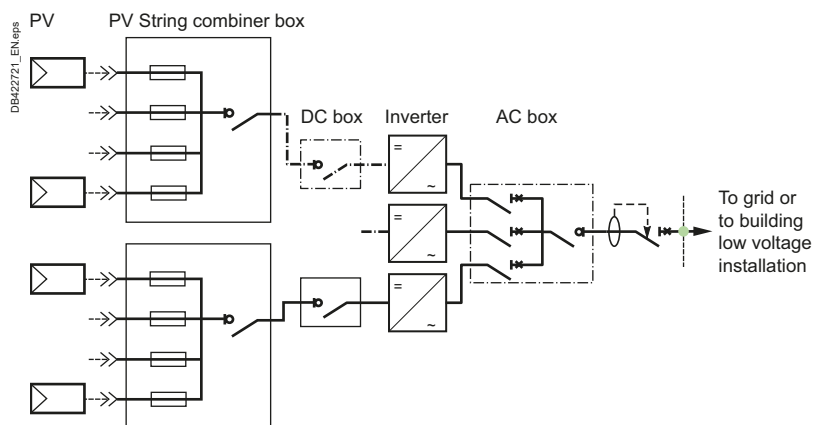 PV
PV String combiner box
DB422721_EN.eps
DC box
Inverter
AC box
=
~
=
~
=
~
To grid or
to building
low voltage
installation